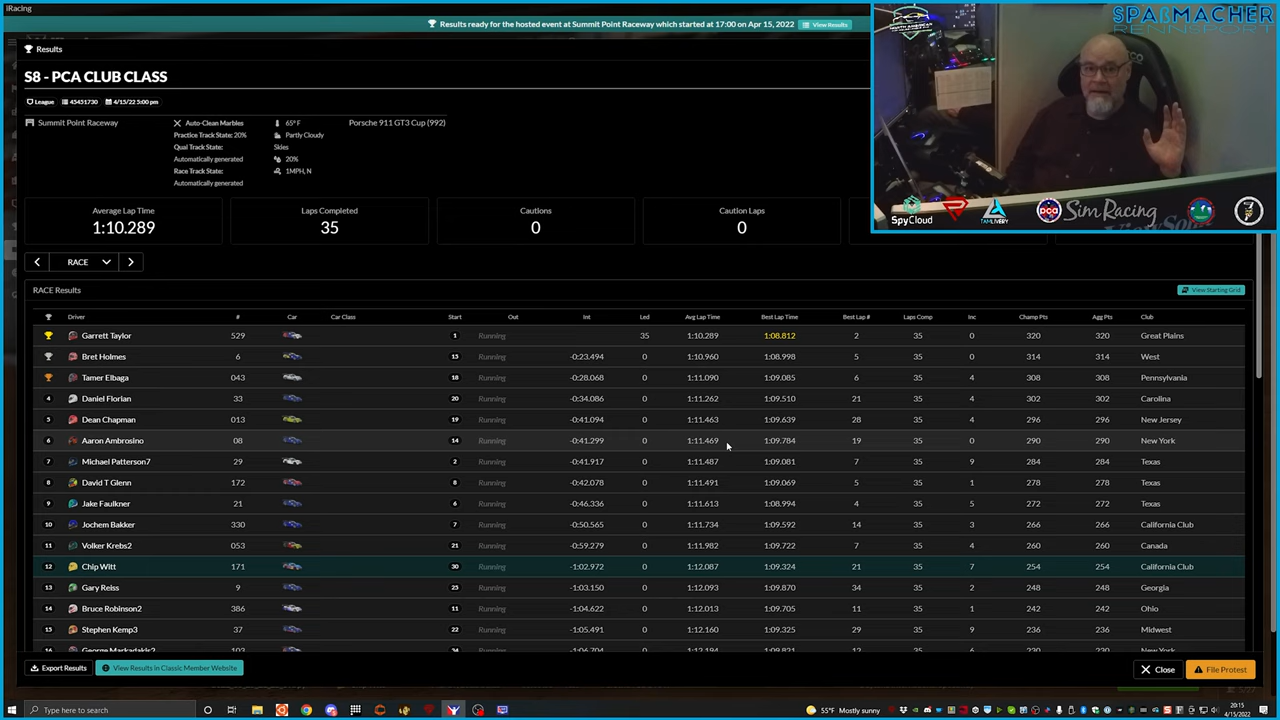 iRacing
Results ready for the hosted event at Summit Point Raceway which started at 17:00 on Apr 15, 2022 View Results
SPAßMACHER
RENNSPORT
Results
S8 - PCA CLUB CLASS
League 45451730 4/15/22 5:00 pm
Summit Point Raceway Auto-Clean Marbles 65° F Porsche 911 GT3 Cup (992)
Practice Track State: 20% Partly Cloudy
Qual Track State: Skies
Automatically generated 20%
Race Track State: 1MPH, N
Automatically generated
SpyCloud TAMLIVERY PCA Sim Racing
Average Lap Time Laps Completed Cautions Caution Laps
1:10.289 35 0 0
RACE
RACE Results View Starting Grid
Driver # Car Car Class Start Out Int Led Avg Lap Time Best Lap Time Best Lap # Laps Comp Inc Champ Pts Agg Pts Club
Garrett Taylor 529 1 Running 35 1:10.289 1:08.812 2 35 0 320 320 Great Plains
Bret Holmes 6 15 Running -0:23.494 0 1:10.960 1:08.998 5 35 0 314 314 West
Tamer Elbaga 043 18 Running -0:28.068 0 1:11.090 1:09.085 6 35 4 308 308 Pennsylvania
4 Daniel Florian 33 20 Running -0:34.086 0 1:11.262 1:09.510 21 35 4 302 302 Carolina
5 Dean Chapman 013 19 Running -0:41.094 0 1:11.463 1:09.639 28 35 4 296 296 New Jersey
6 Aaron Ambrosino 08 14 Running -0:41.299 0 1:11.469 1:09.784 19 35 0 290 290 New York
7 Michael Patterson7 29 2 Running -0:41.917 0 1:11.487 1:09.081 7 35 9 284 284 Texas
8 David T Glenn 172 8 Running -0:42.078 0 1:11.491 1:09.069 5 35 1 278 278 Texas
9 Jake Faulkner 21 6 Running -0:46.336 0 1:11.613 1:08.994 4 35 5 272 272 Texas
10 Jochem Bakker 330 7 Running -0:50.565 0 1:11.734 1:09.592 14 35 3 266 266 California Club
11 Volker Krebs2 053 21 Running -0:59.279 0 1:11.982 1:09.722 7 35 4 260 260 Canada
12 Chip Witt 171 30 Running -1:02.972 0 1:12.087 1:09.324 21 35 7 254 254 California Club
13 Gary Reiss 9 25 Running -1:03.150 0 1:12.093 1:09.870 34 35 2 248 248 Georgia
14 Bruce Robinson2 386 11 Running -1:04.622 0 1:12.013 1:09.705 11 35 1 242 242 Ohio
15 Stephen Kemp3 37 22 Running -1:05.491 0 1:12.160 1:09.325 29 35 9 236 236 Midwest
Export Results View Results in Classic Member Website Close File Protest
Type here to search 55°F Mostly sunny 20:15
4/15/2022